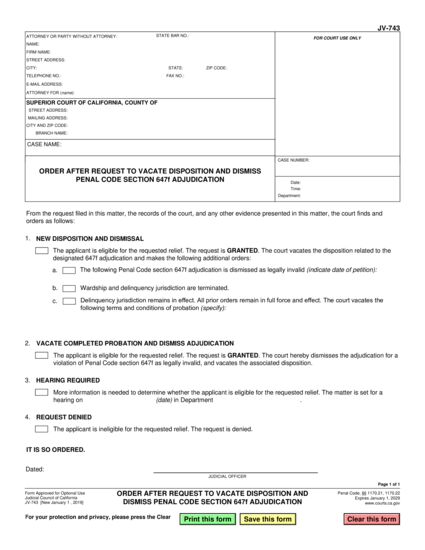 JV-743
ATTORNEY OR PARTY WITHOUT ATTORNEY: STATE BAR NO.:
NAME:
FIRM NAME:
STREET ADDRESS:
CITY: STATE: ZIP CODE:
TELEPHONE NO.: FAX NO.:
E-MAIL ADDRESS:
ATTORNEY FOR (name):
FOR COURT USE ONLY
SUPERIOR COURT OF CALIFORNIA, COUNTY OF
STREET ADDRESS:
MAILING ADDRESS:
CITY AND ZIP CODE:
BRANCH NAME:
CASE NAME:
ORDER AFTER REQUEST TO VACATE DISPOSITION AND DISMISS
PENAL CODE SECTION 647f ADJUDICATION
CASE NUMBER:
Date:
Time:
Department:
From the request filed in this matter, the records of the court, and any other evidence presented in this matter, the court finds and
orders as follows:
1. NEW DISPOSITION AND DISMISSAL
The applicant is eligible for the requested relief. The request is GRANTED. The court vacates the disposition related to the
designated 647f adjudication and makes the following additional orders:
a. The following Penal Code section 647f adjudication is dismissed as legally invalid (indicate date of petition):
b. Wardship and delinquency jurisdiction are terminated.
c. Delinquency jurisdiction remains in effect. All prior orders remain in full force and effect. The court vacates the
following terms and conditions of probation (specify):
2. VACATE COMPLETED PROBATION AND DISMISS ADJUDICATION
The applicant is eligible for the requested relief. The request is GRANTED. The court hereby dismisses the adjudication for a
violation of Penal Code section 647f as legally invalid, and vacates the associated disposition.
3. HEARING REQUIRED
More information is needed to determine whether the applicant is eligible for the requested relief. The matter is set for a
hearing on (date) in Department .
4. REQUEST DENIED
The applicant is ineligible for the requested relief. The request is denied.
IT IS SO ORDERED.
Dated:
JUDICIAL OFFICER
Page 1 of 1
Form Approved for Optional Use
Judicial Council of California
JV-743 [New January 1, 2019]
ORDER AFTER REQUEST TO VACATE DISPOSITION AND
DISMISS PENAL CODE SECTION 647f ADJUDICATION
Penal Code, §§ 1170.21, 1170.22
Expires January 1, 2029
www.courts.ca.gov
For your protection and privacy, please press the Clear
Print this form
Save this form
Clear this form